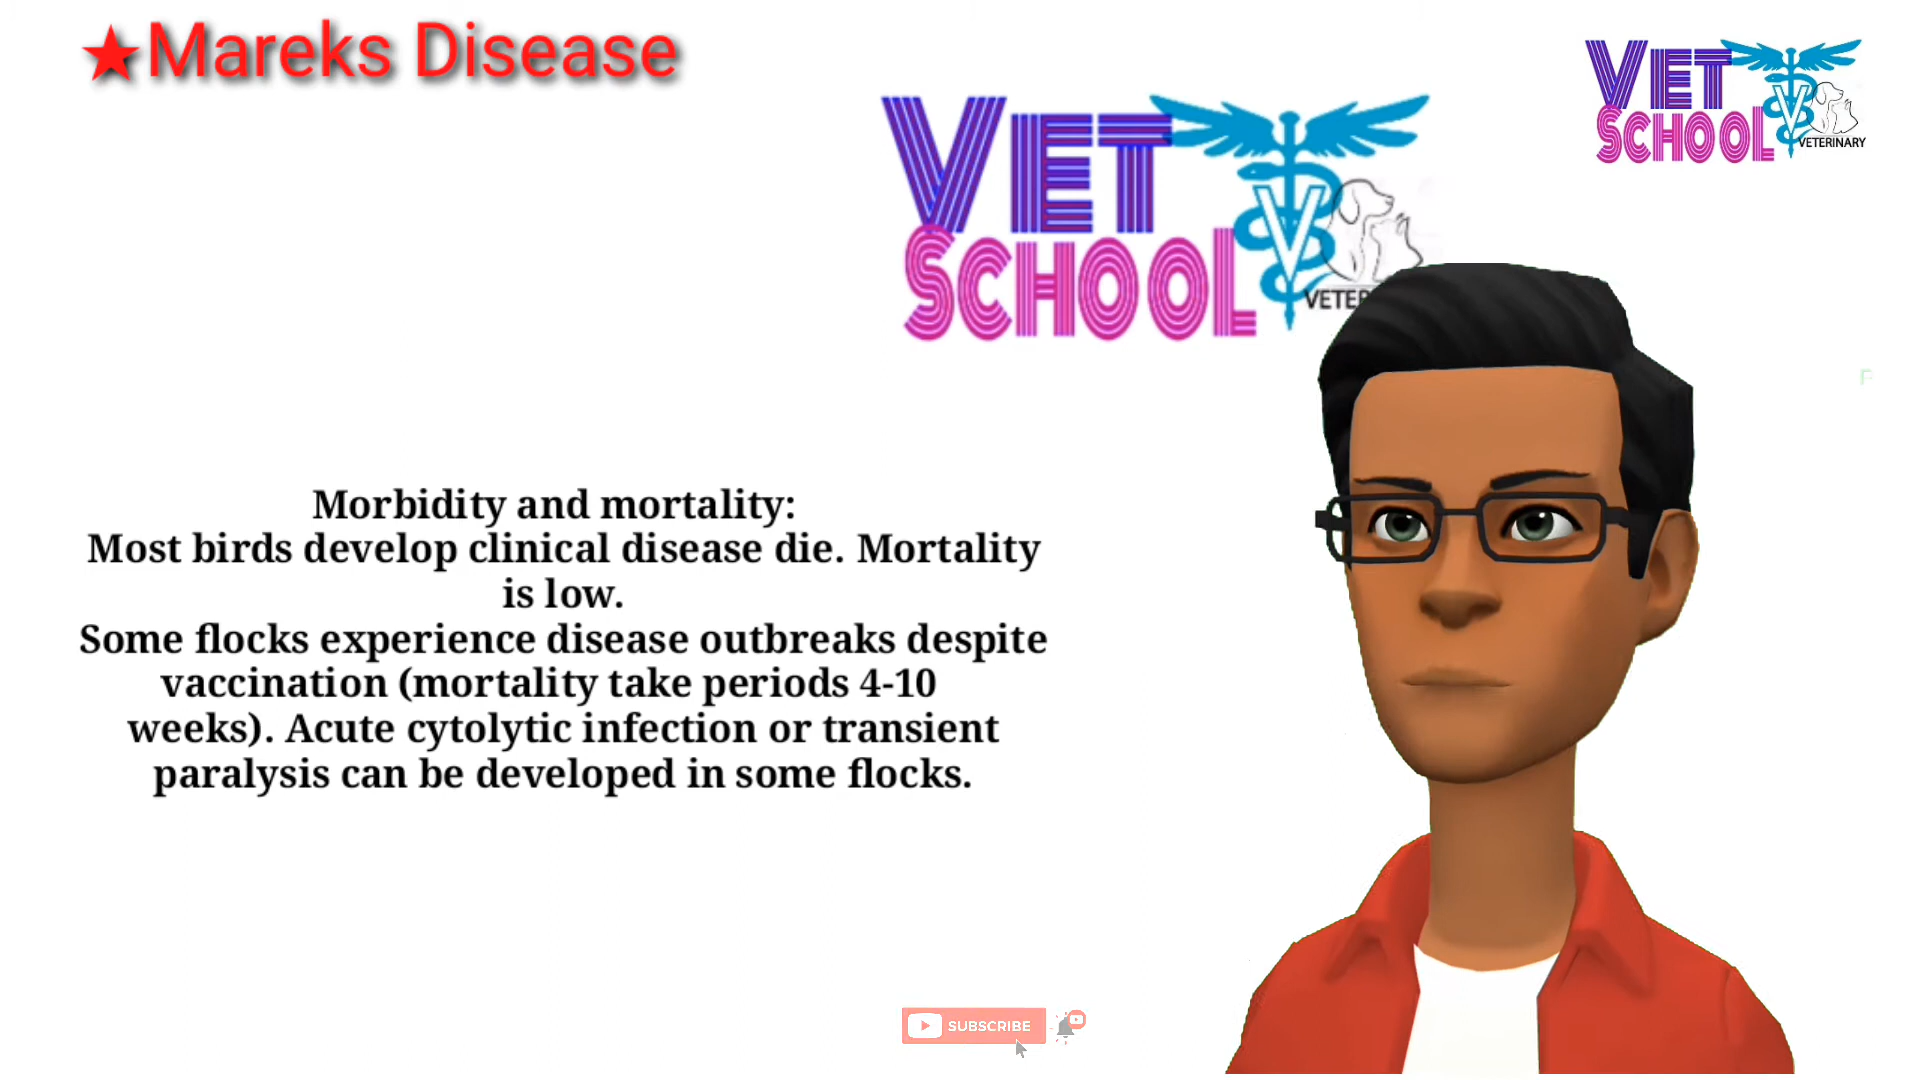 ★Mareks Disease
VET
SCHOOL
V
VETERINARY
VET
SCHOOL
V
Morbidity and mortality:
Most birds develop clinical disease die. Mortality
is low.
Some flocks experience disease outbreaks despite
vaccination (mortality take periods 4-10
weeks). Acute cytolytic infection or transient
paralysis can be developed in some flocks.
F
SUBSCRIBE